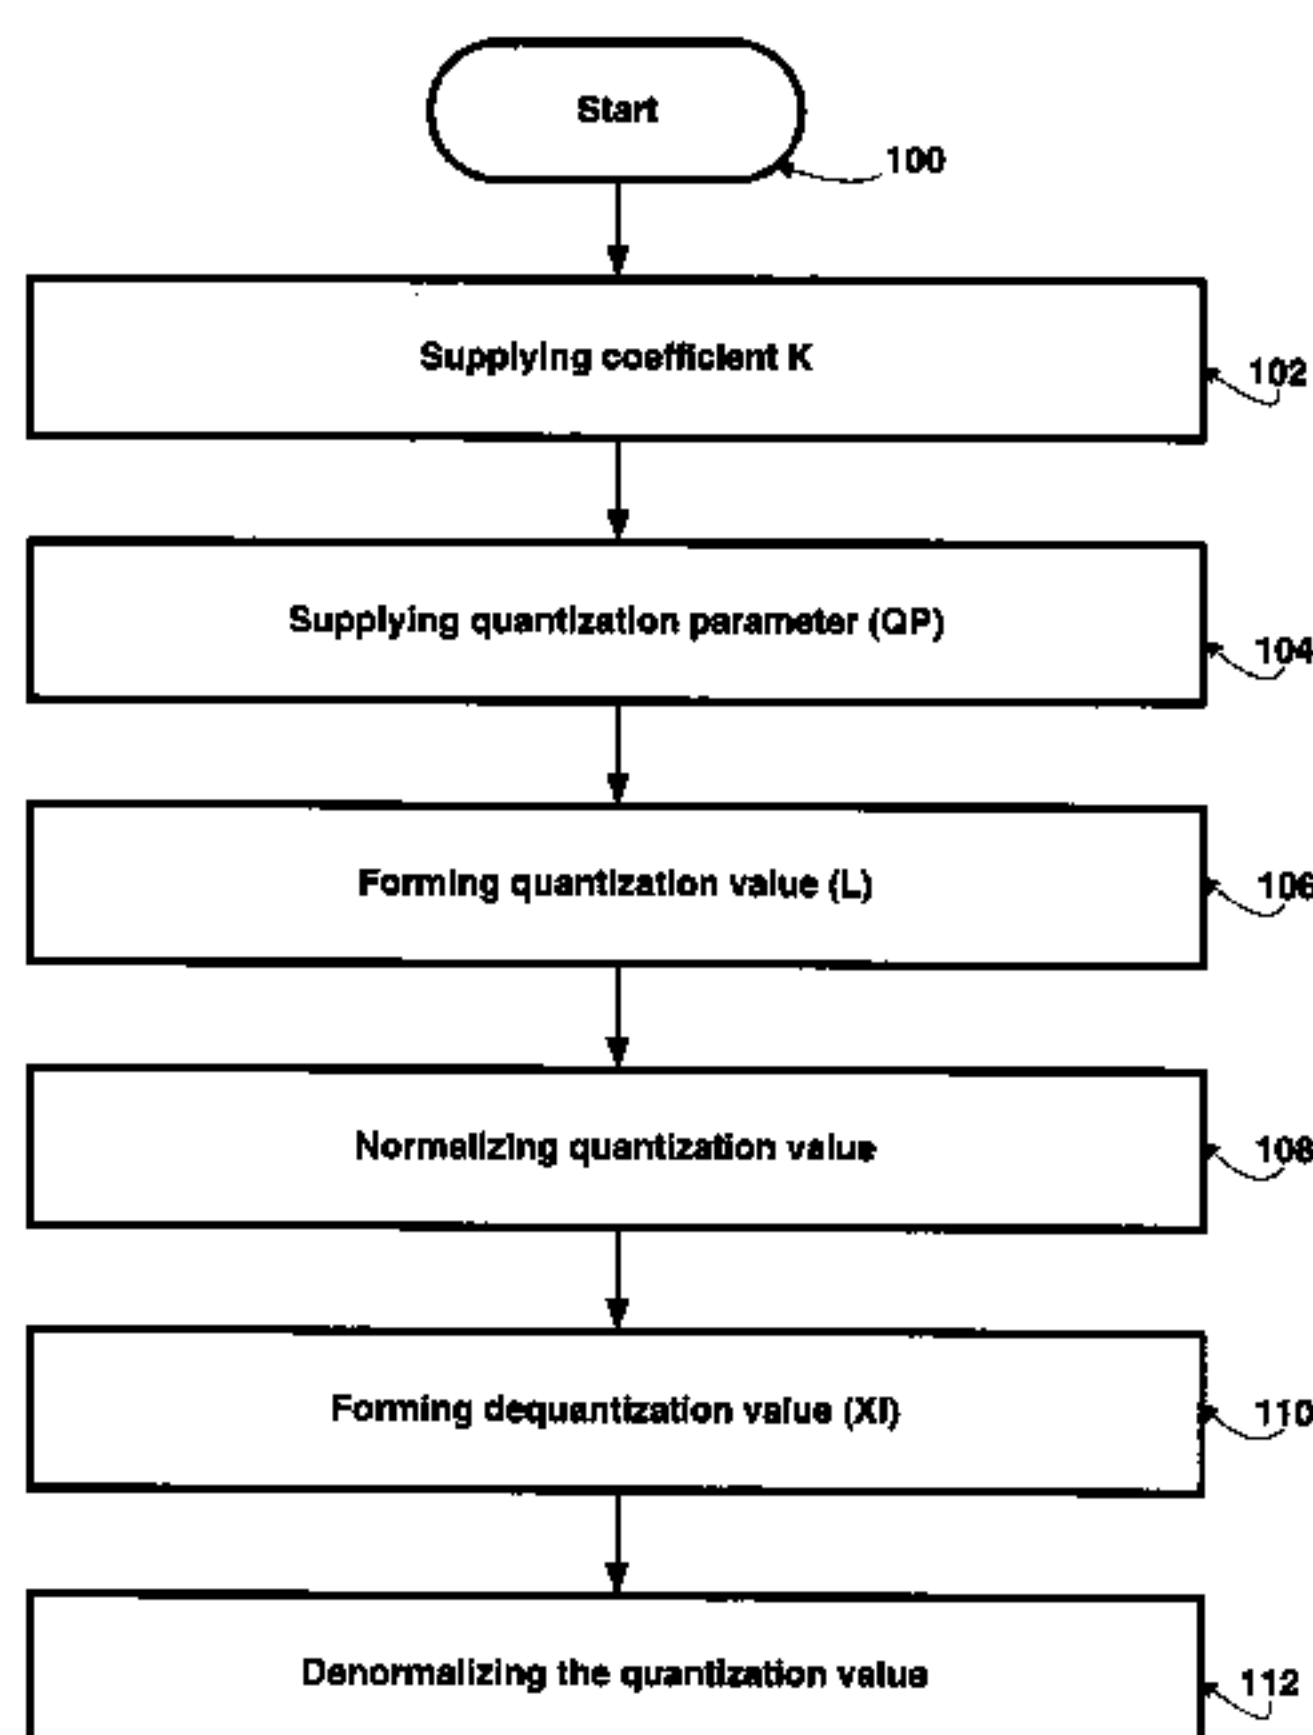 Start
100
Supplying coefficient K
102
Supplying quantization parameter (QP)
104
Forming quantization value (L)
106
Normalizing quantization value
108
Forming dequantization value (XI)
110
Denormalizing the quantization value
112